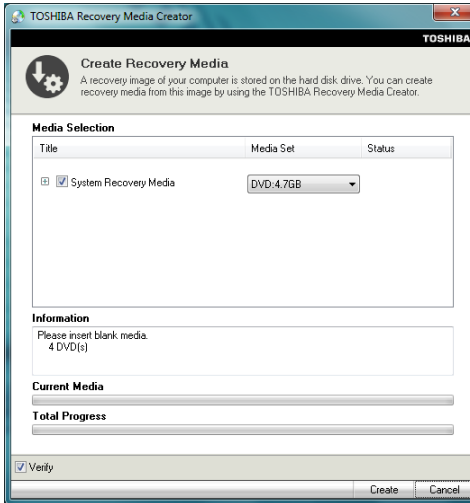 TOSHIBA Recovery Media Creator
TOSHIBA
Create Recovery Media
A recovery image of your computer is stored on the hard disk drive. You can create
recovery media from this image by using the TOSHIBA Recovery Media Creator.
Media Selection
Title Media Set Status
System Recovery Media DVD:4.7GB
Information
Please insert blank media.
4 DVD(s)
Current Media
Total Progress
Verify
Create Cancel